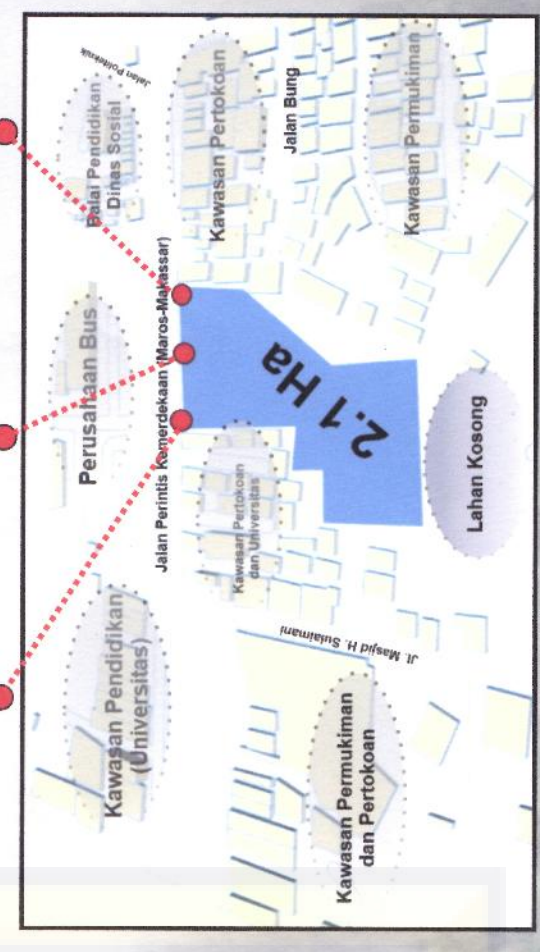 Kawasan Pendidikan
(Universitas)
Perusahaan Bus
Balai Pendidikan
Dinas Sosial
Jalan Politeknik
Jalan Perintis Kemerdekaan (Maros-Makassar)
Kawasan Pertokoan
Kawasan Pertokoan
dan Universitas
2.1 Ha
Jalan Bung
Jl. Masjid H. Sulaimani
Kawasan Permukiman
dan Pertokoan
Lahan Kosong
Kawasan Permukiman